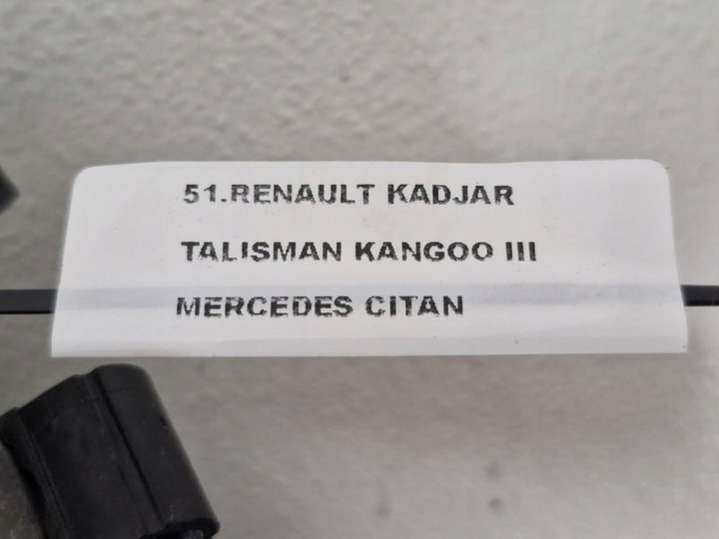 51.RENAULT KADJAR
TALISMAN KANGOO III
MERCEDES CITAN